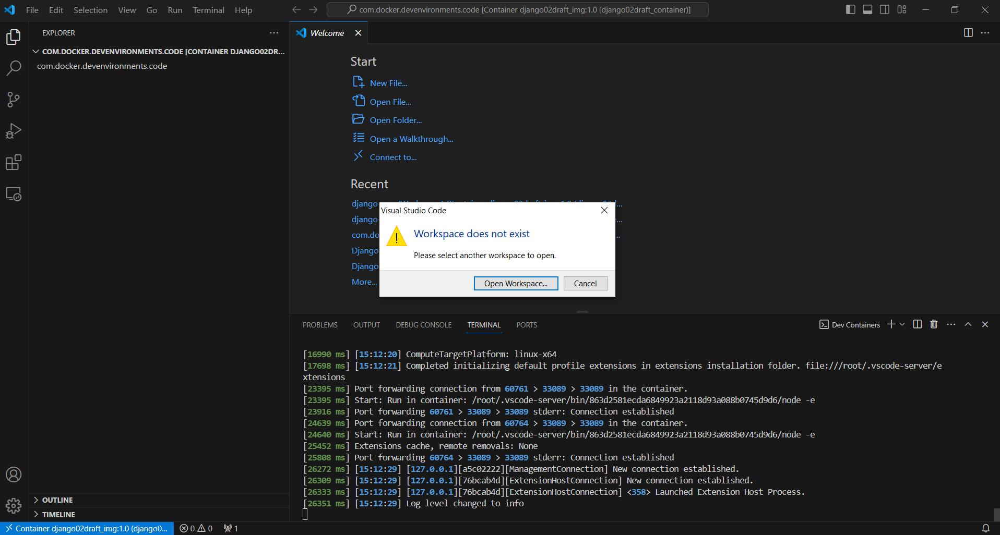 File Edit Selection View Go Run Terminal Help
com.docker.devenvironments.code [Container django02draft_img:1.0 (django02draft_container)]
EXPLORER
COM.DOCKER.DEVENVIRONMENTS.CODE [CONTAINER DJANGO02DR...
com.docker.devenvironments.code
OUTLINE
TIMELINE
Welcome
Start
New File...
Open File...
Open Folder...
Open a Walkthrough...
Connect to...
Recent
django-
django-
com.do
Django
Django
More...
Visual Studio Code
Workspace does not exist
Please select another workspace to open.
Open Workspace...
Cancel
PROBLEMS OUTPUT DEBUG CONSOLE TERMINAL PORTS
Dev Containers
[16990 ms] [15:12:20] ComputeTargetPlatform: linux-x64
[17698 ms] [15:12:21] Completed initializing default profile extensions in extensions installation folder. file:///root/.vscode-server/e
xtensions
[23395 ms] Port forwarding connection from 60761 > 33089 > 33089 in the container.
[23395 ms] Start: Run in container: /root/.vscode-server/bin/863d2581ecda6849923a2118d93a088b0745d9d6/node -e
[23916 ms] Port forwarding 60761 > 33089 > 33089 stderr: Connection established
[24639 ms] Port forwarding connection from 60764 > 33089 > 33089 in the container.
[24640 ms] Start: Run in container: /root/.vscode-server/bin/863d2581ecda6849923a2118d93a088b0745d9d6/node -e
[25452 ms] Extensions cache, remote removals: None
[25808 ms] Port forwarding 60764 > 33089 > 33089 stderr: Connection established
[26272 ms] [15:12:29] [127.0.0.1][a5c02222][ManagementConnection] New connection established.
[26309 ms] [15:12:29] [127.0.0.1][76bcab4d][ExtensionHostConnection] New connection established.
[26333 ms] [15:12:29] [127.0.0.1][76bcab4d][ExtensionHostConnection] <358> Launched Extension Host Process.
[26351 ms] [15:12:29] Log level changed to info
Container django02draft_img:1.0 (django0... 0 0 1